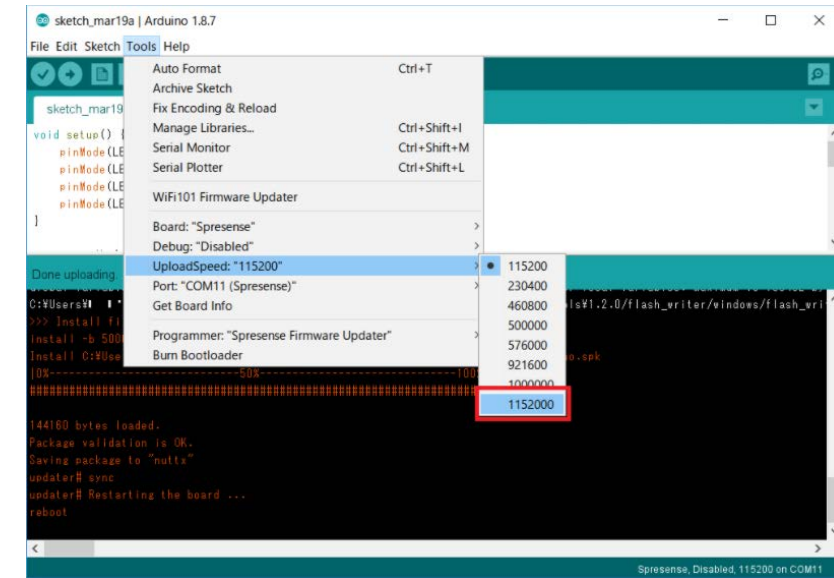 sketch_mar19a | Arduino 1.8.7
File Edit Sketch Tools Help
Auto Format Ctrl+T
Archive Sketch
sketch_mar19
Fix Encoding & Reload
Manage Libraries... Ctrl+Shift+I
void setup() {
Serial Monitor Ctrl+Shift+M
pinMode(LE
Serial Plotter Ctrl+Shift+L
pinMode(LE
pinMode(LE
WiFi101 Firmware Updater
pinMode(LE
}
Board: "Spresense"
Debug: "Disabled"
UploadSpeed: "115200"
Port: "COM11 (Spresense)"
Get Board Info
Programmer: "Spresense Firmware Updater"
Burn Bootloader
115200
230400
460800
500000
576000
921600
1000000
1152000
Done uploading.
C:¥Users¥ ls¥1.2.0/flash_writer/windows/flash_wri
>>> Install fl
install -b 5000
Install C:¥Use o.spk
|0%-----------------------------50%------------------------------100%
144160 bytes loaded.
Package validation is OK.
Saving package to "nuttx"
updater# sync
updater# Restarting the board ...
reboot
Spresense, Disabled, 115200 on COM11